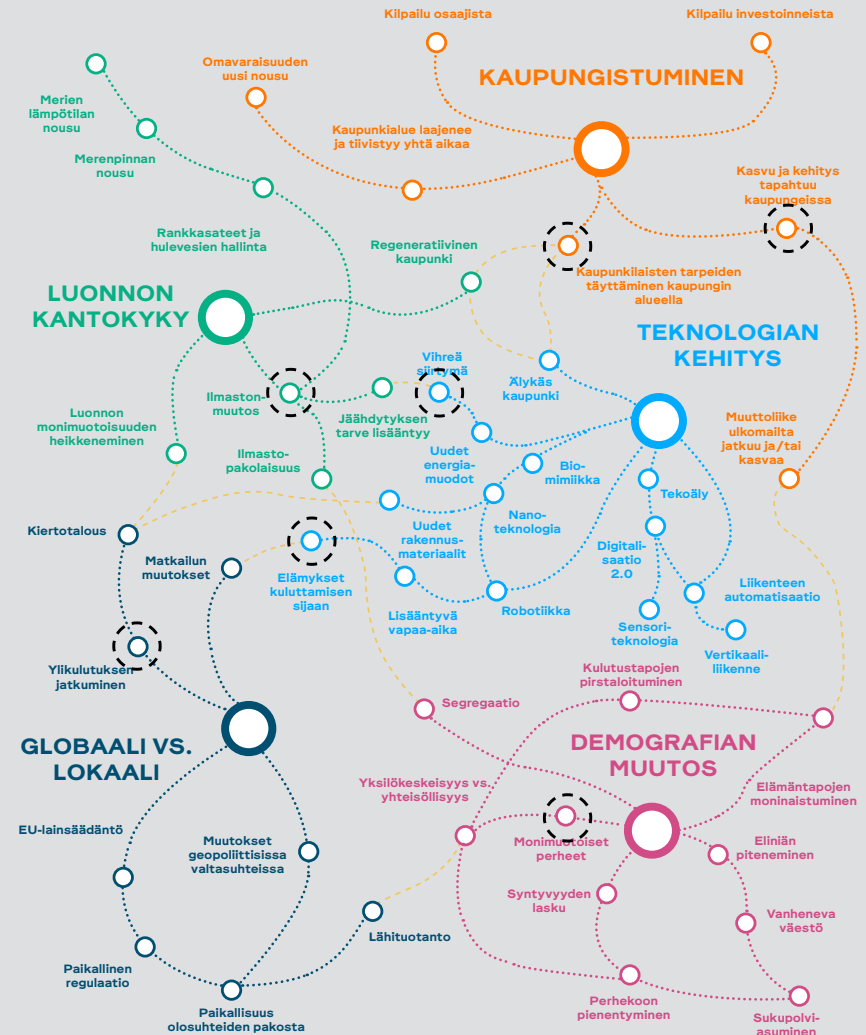 Kilpailu osaajista
Kilpailu investoinneista
Omavaraisuuden
uusi nousu
KAUPUNGISTUMINEN
Merien
lämpötilan
nousu
Kaupunkialue laajenee
ja tiivistyy yhtä aikaa
Merenpinnan
nousu
Kasvu ja kehitys
tapahtuu
kaupungeissa
Rankkasateet ja
hulevesien hallinta
Regeneratiivinen
kaupunki
Kaupunkilaisten tarpeiden
täyttäminen kaupungin
alueella
LUONNON
KANTOKYKY
TEKNOLOGIAN
KEHITYS
Vihreä
siirtymä
Älykäs
kaupunki
Ilmaston-
muutos
Luonnon
monimuotoisuuden
heikkeneminen
Jäähdytyksen
tarve lisääntyy
Muuttoliike
ulkomailta
jatkuu ja/tai
kasvaa
Ilmasto-
pakolaisuus
Uudet
energia-
muodot
Bio-
mimiikka
Tekoäly
Kiertotalous
Uudet
rakennus-
materiaalit
Nano-
teknologia
Matkailun
muutokset
Digitali-
saatio
2.0
Elämykset
kuluttamisen
sijaan
Liikenteen
automatisaatio
Lisääntyvä
vapaa-aika
Robotiikka
Sensori-
teknologia
Vertikaali-
liikenne
Ylikulutuksen
jatkuminen
Kulutustapojen
pirstaloituminen
Segregaatio
GLOBAALI VS.
LOKAALI
DEMOGRAFIAN
MUUTOS
Yksilökeskeisyys vs.
yhteisöllisyys
Elämäntapojen
moninaistuminen
EU-lainsäädäntö
Muutokset
geopoliittisissa
valtasuhteissa
Monimuotoiset
perheet
Eliniän
piteneminen
Syntyvyyden
lasku
Vanheneva
väestö
Lähituotanto
Paikallinen
regulaatio
Perhekoon
pienentyminen
Paikallisuus
olosuhteiden pakosta
Sukupolvi-
asuminen